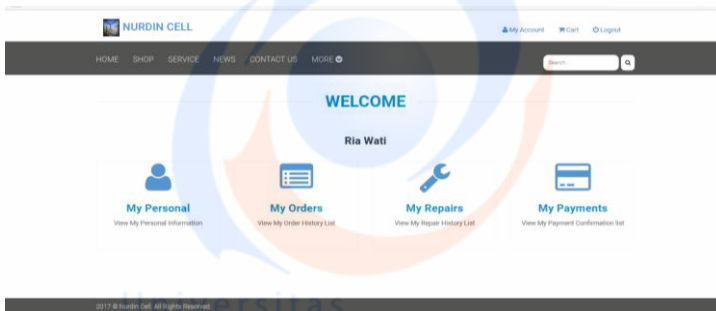 NURDIN CELL
My Account Cart Logout
HOME SHOP SERVICE NEWS CONTACT US MORE
Search
WELCOME
Ria Wati
My Personal My Orders My Repairs My Payments
View My Personal Information View My Order History List View My Repair History List View My Payment Confirmation list
Universitas
2017 © Nurdin Cell. All Rights Reserved.